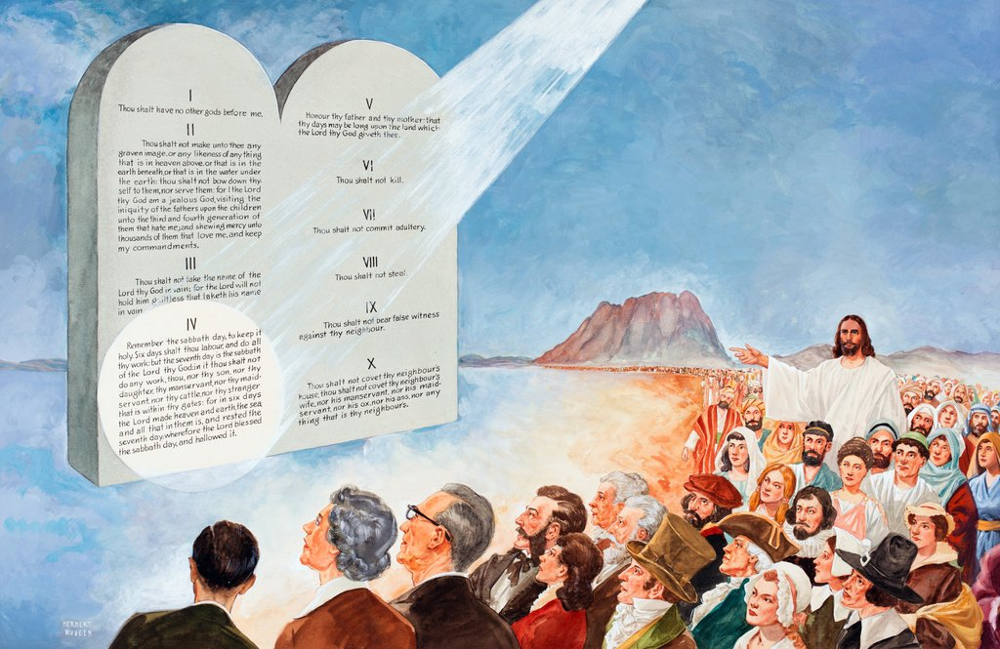 I
Thou shalt have no other gods before me.
II
Thou shalt not make unto thee any
graven image, or any likeness of any thing
that is in heaven above, or that is in the
earth beneath, or that is in the water under
the earth: thou shalt not bow down thy-
self to them, nor serve them: for I the Lord
thy God am a jealous God, visiting the
iniquity of the fathers upon the children
unto the third and fourth generation of
them that hate me; and shewing mercy unto
thousands of them that love me, and keep
my commandments.
III
Thou shalt not take the name of the
Lord thy God in vain; for the Lord will not
hold him guiltless that taketh his name
in vain.
IV
Remember the sabbath day, to keep it
holy. Six days shalt thou labour, and do all
thy work: but the seventh day is the sabbath
of the Lord thy God: in it thou shalt not
do any work, thou, nor thy son, nor thy
daughter, thy manservant, nor thy maid-
servant, nor thy cattle, nor thy stranger
that is within thy gates: for in six days
the Lord made heaven and earth, the sea,
and all that in them is, and rested the
seventh day: wherefore the Lord blessed
the sabbath day, and hallowed it.
V
Honour thy father and thy mother: that
thy days may be long upon the land which
the Lord thy God giveth thee.
VI
Thou shalt not kill.
VII
Thou shalt not commit adultery.
VIII
Thou shalt not steal.
IX
Thou shalt not bear false witness
against thy neighbour.
X
Thou shalt not covet thy neighbour's
house, thou shalt not covet thy neighbour's
wife, nor his manservant, nor his maid-
servant, nor his ox, nor his ass, nor any
thing that is thy neighbours.
HERBERT
RUDEEN